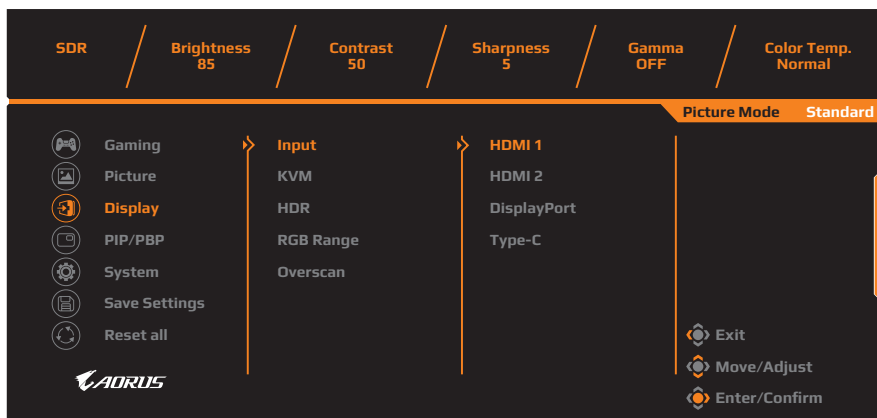 SDR
Brightness
85
Contrast
50
Sharpness
5
Gamma
OFF
Color Temp.
Normal
Picture Mode Standard
Gaming
Picture
Display
PIP/PBP
System
Save Settings
Reset all
Input
KVM
HDR
RGB Range
Overscan
HDMI 1
HDMI 2
DisplayPort
Type-C
Exit
Move/Adjust
Enter/Confirm
AORUS